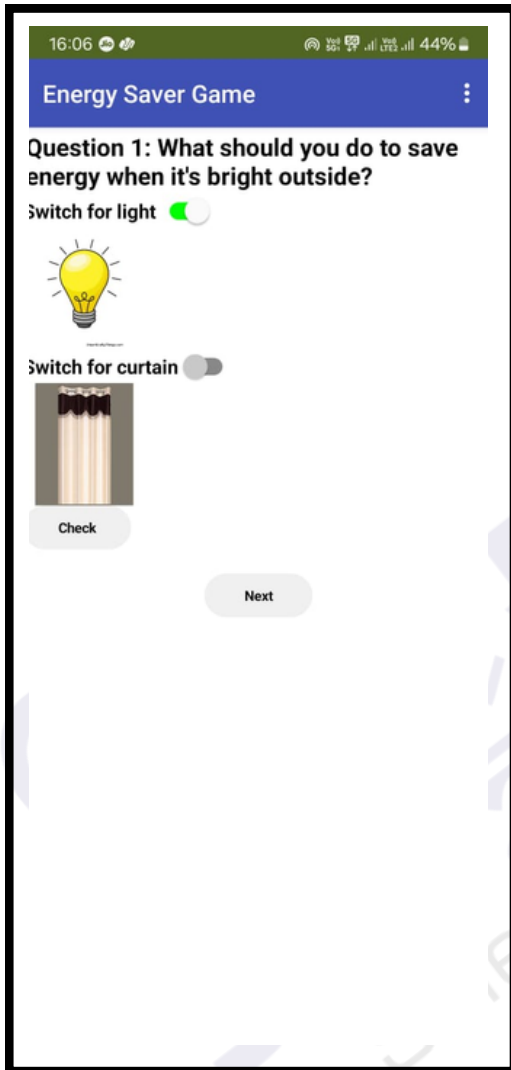 16:06
44%
Energy Saver Game
Question 1: What should you do to save
energy when it's bright outside?
Switch for light
Switch for curtain
Check
Next